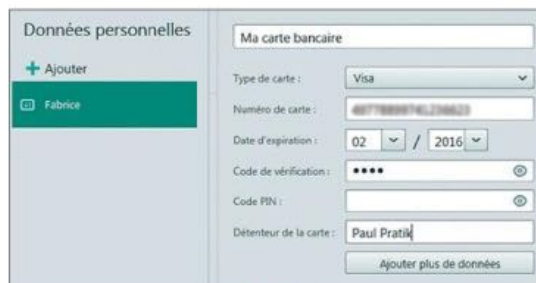 Données personnelles
+ Ajouter
Fabrice
Ma carte bancaire
Type de carte : Visa
Numéro de carte :
Date d'expiration : 02 / 2016
Code de vérification : ••••
Code PIN :
Détenteur de la carte : Paul Pratik
Ajouter plus de données